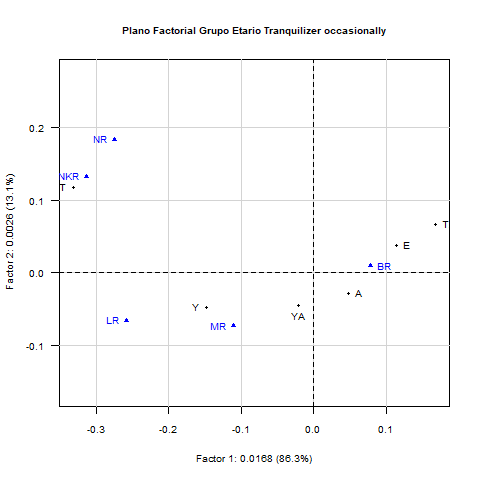 Plano Factorial Grupo Etario Tranquilizer occasionally
Factor 2: 0.0026 (13.1%)
0.2
0.1
0.0
-0.1
NR
NKR
T
T
E
BR
A
Y
YA
LR
MR
-0.3
-0.2
-0.1
0.0
0.1
Factor 1: 0.0168 (86.3%)